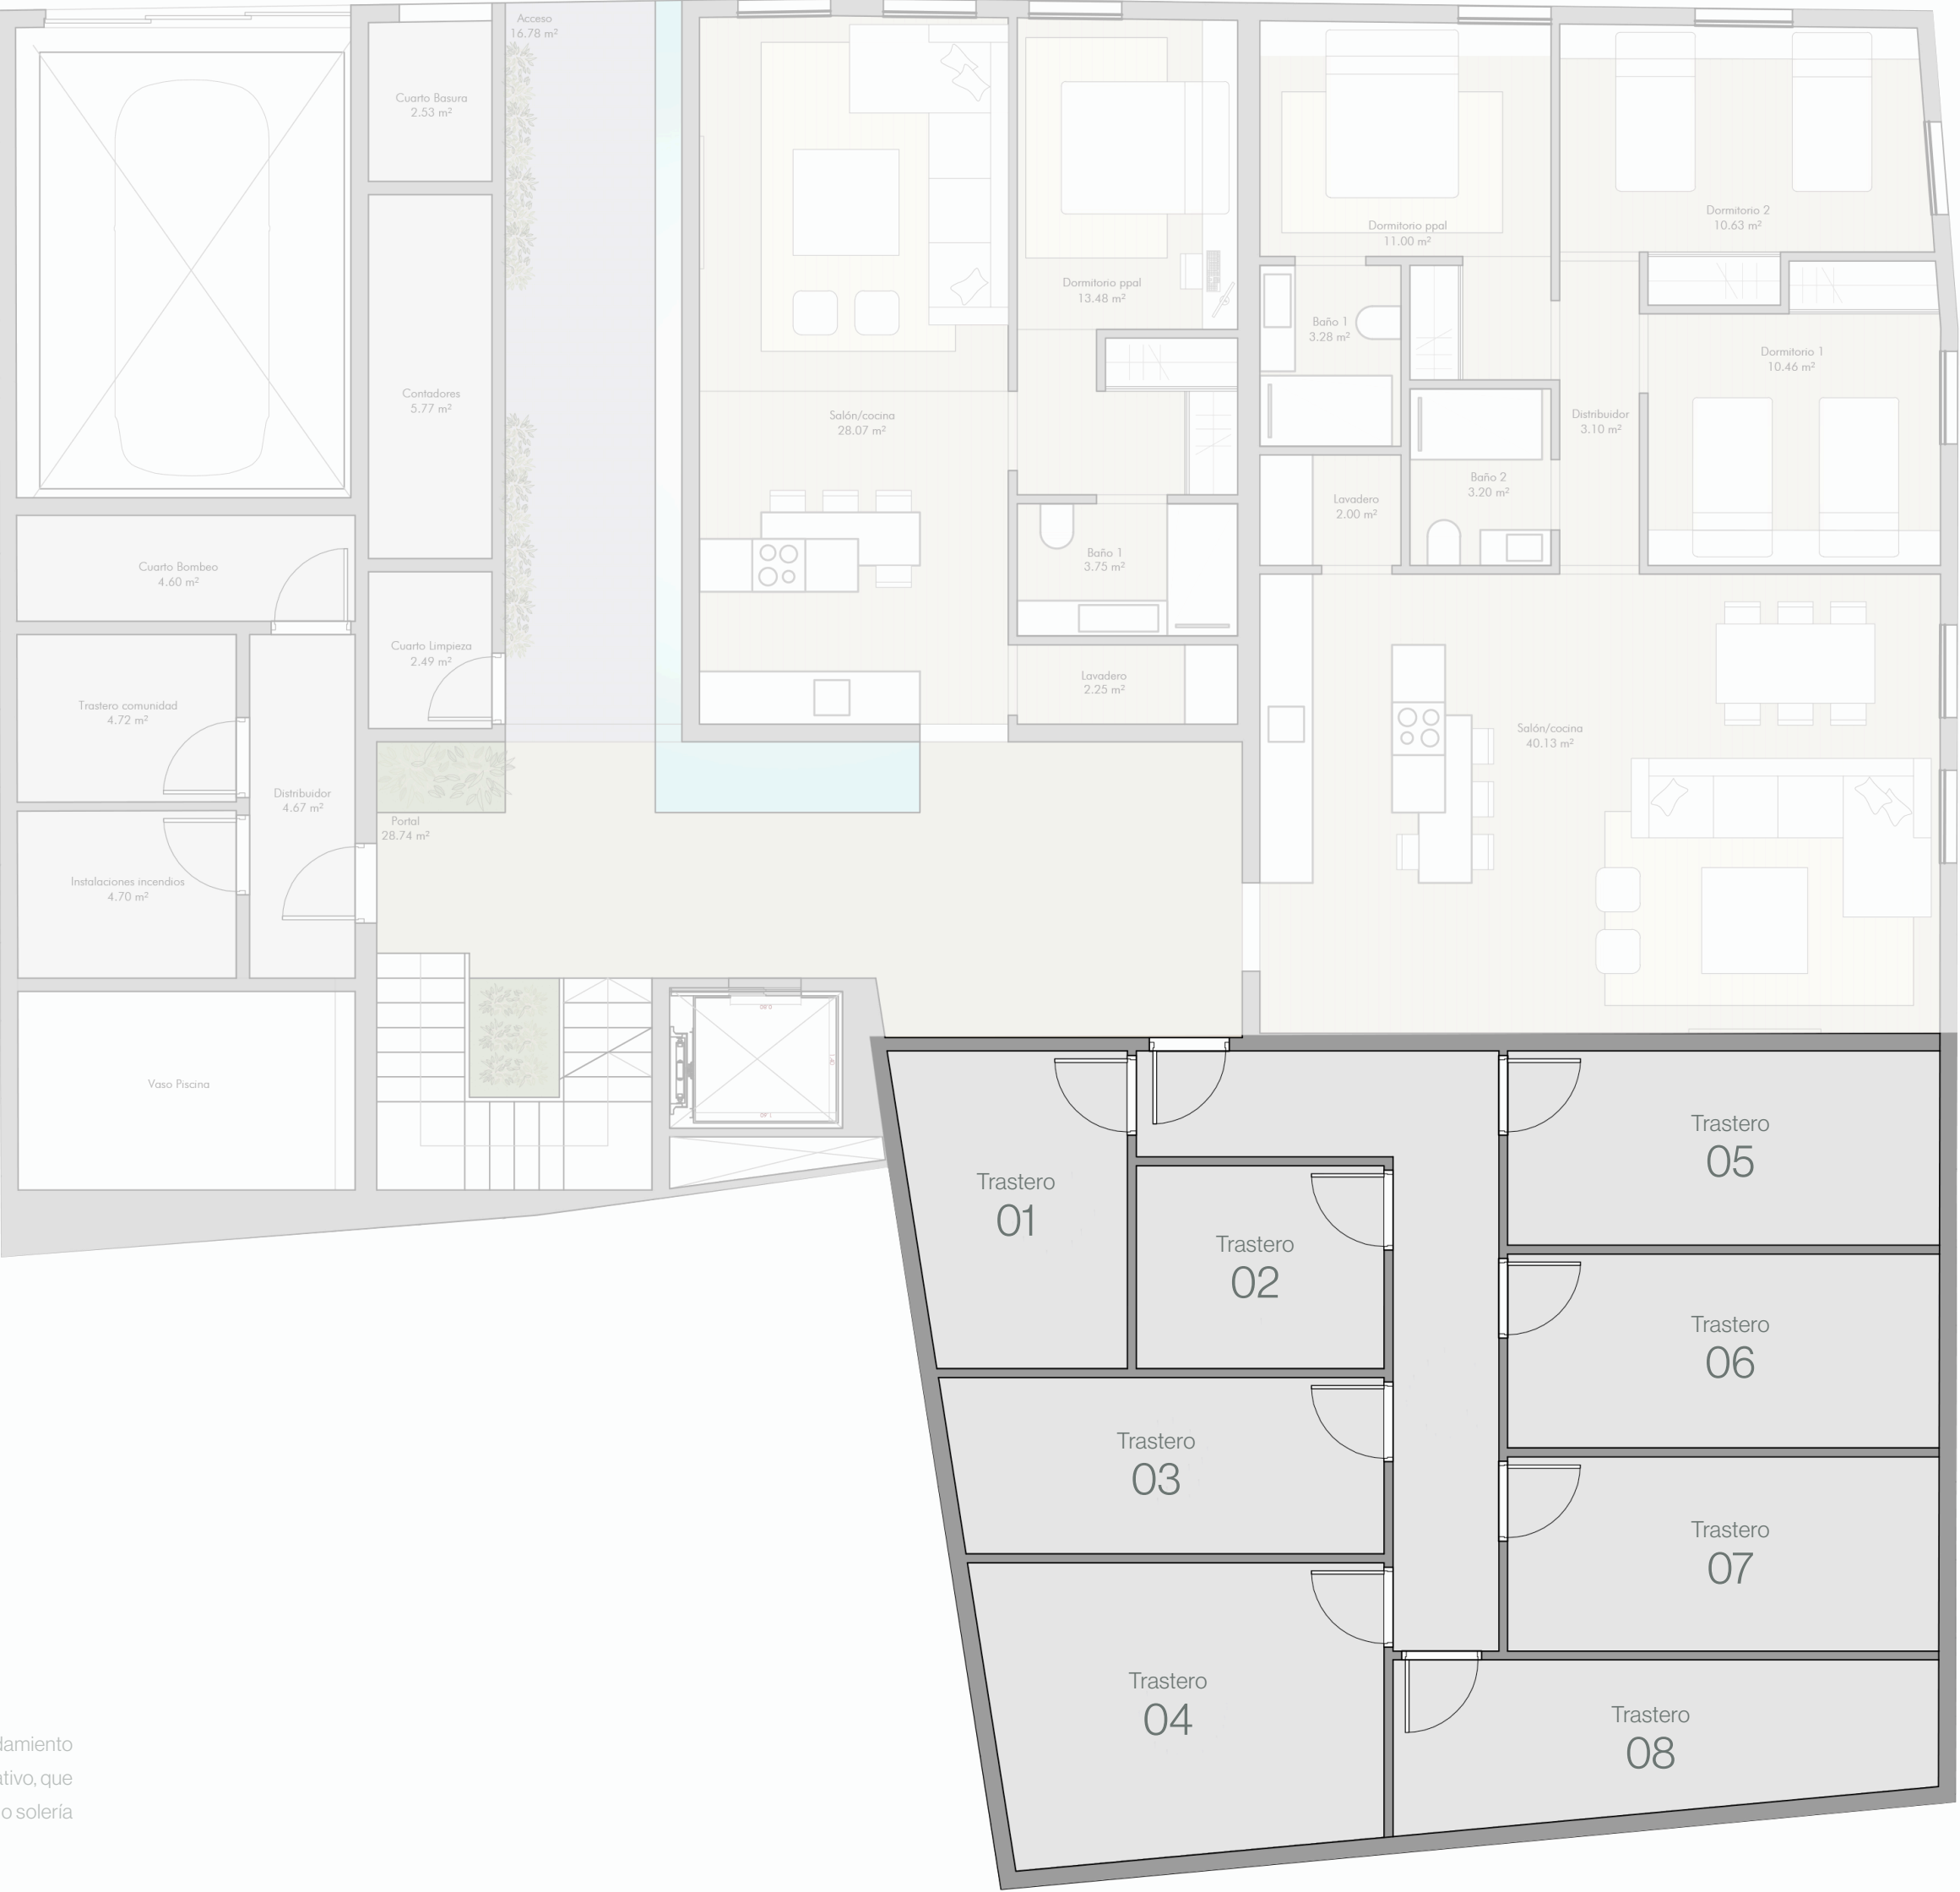 Acceso
16.78 m²
Cuarto Basura
2.53 m²
Contadores
5.77 m²
Cuarto Bombeo
4.60 m²
Cuarto Limpieza
2.49 m²
Trastero comunidad
4.72 m²
Distribuidor
4.67 m²
Instalaciones incendios
4.70 m²
Vaso Piscina
Portal
28.74 m²
Salón/cocina
28.07 m²
Dormitorio ppal
13.48 m²
Baño 1
3.75 m²
Lavadero
2.25 m²
Dormitorio ppal
11.00 m²
Dormitorio 2
10.63 m²
Baño 1
3.28 m²
Dormitorio 1
10.46 m²
Distribuidor
3.10 m²
Baño 2
3.20 m²
Lavadero
2.00 m²
Salón/cocina
40.13 m²
Trastero
01
Trastero
02
Trastero
03
Trastero
04
Trastero
05
Trastero
06
Trastero
07
Trastero
08
damiento
ativo, que
o solería